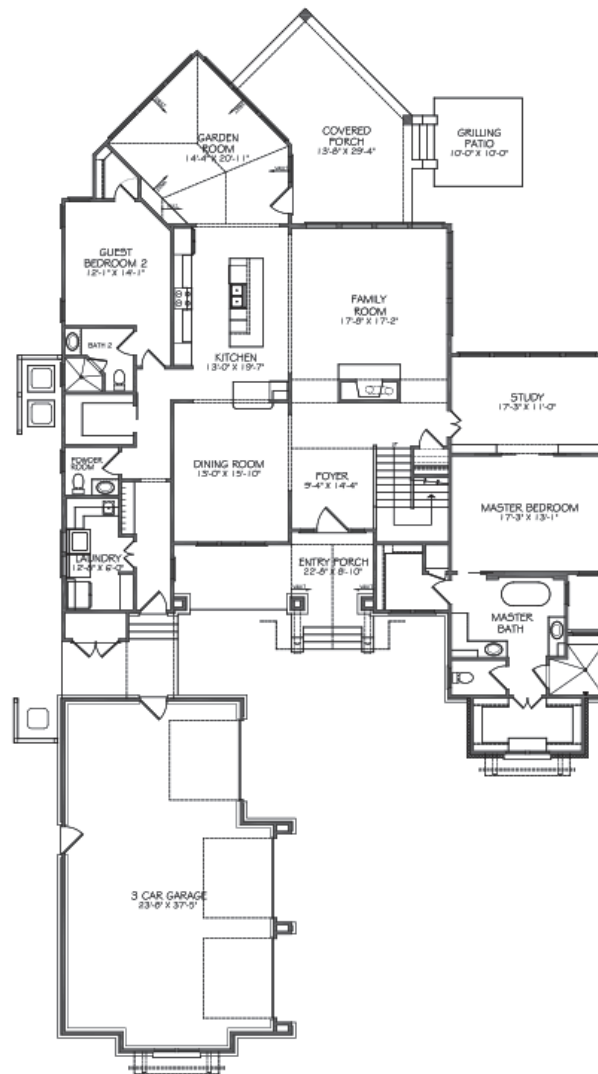 GARDEN
ROOM
14'-4" X 20'-11"
COVERED
PORCH
13'-8" X 29'-4"
GRILLING
PATIO
10'-0" X 10'-0"
GUEST
BEDROOM 2
12'-1" X 14'-1"
FAMILY
ROOM
17'-8" X 17'-2"
BATH 2
KITCHEN
13'-0" X 19'-7"
STUDY
17'-3" X 11'-0"
POWDER
ROOM
DINING ROOM
13'-0" X 15'-10"
FOYER
9'-4" X 14'-4"
MASTER BEDROOM
17'-3" X 13'-1"
LAUNDRY
12'-8" X 6'-0"
ENTRY PORCH
22'-8" X 8'-10"
MASTER
BATH
3 CAR GARAGE
23'-8" X 37'-5"